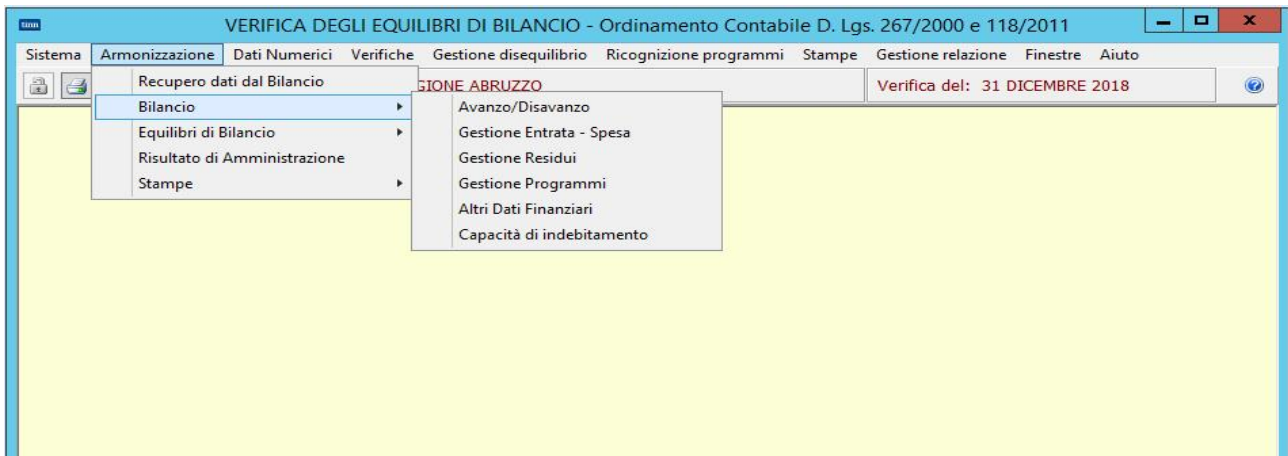 tinn VERIFICA DEGLI EQUILIBRI DI BILANCIO - Ordinamento Contabile D. Lgs. 267/2000 e 118/2011
Sistema Armonizzazione Dati Numerici Verifiche Gestione disequilibrio Ricognizione programmi Stampe Gestione relazione Finestre Aiuto
GIONE ABRUZZO Verifica del: 31 DICEMBRE 2018
Recupero dati dal Bilancio
Bilancio
Equilibri di Bilancio
Risultato di Amministrazione
Stampe
Avanzo/Disavanzo
Gestione Entrata - Spesa
Gestione Residui
Gestione Programmi
Altri Dati Finanziari
Capacità di indebitamento